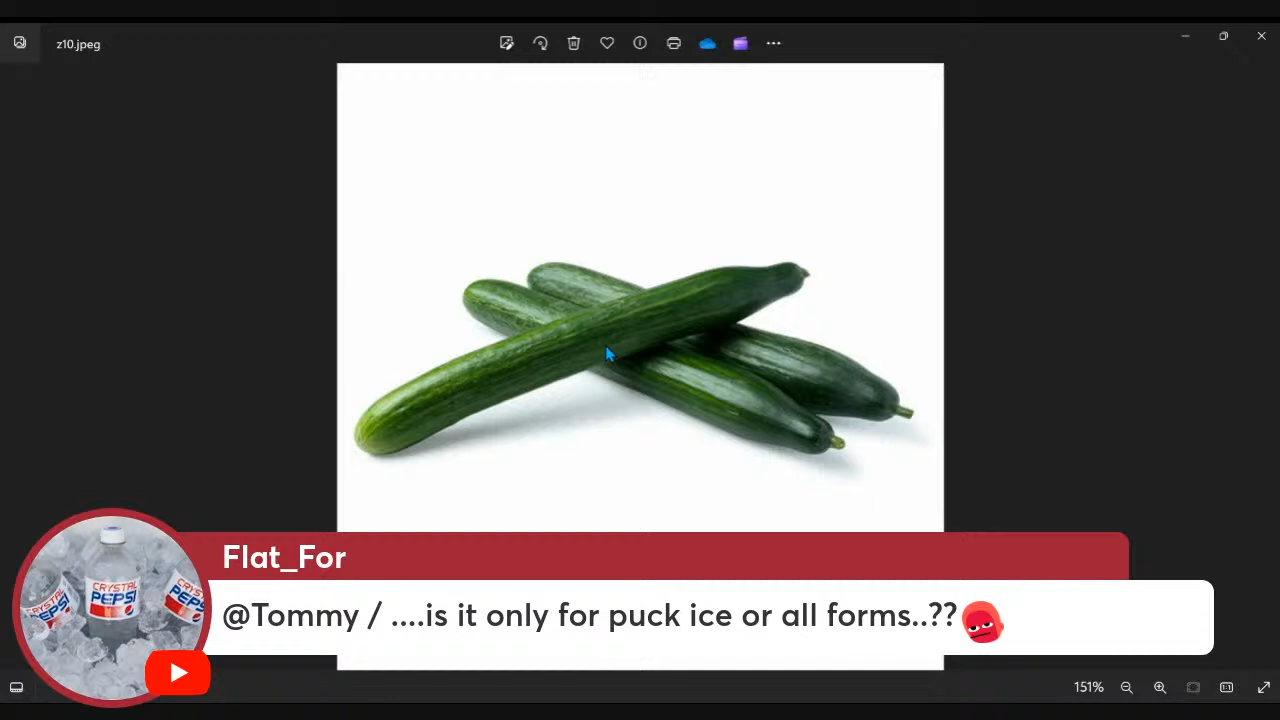 z10.jpeg
Flat_For
@Tommy / ....is it only for puck ice or all forms..??
CRYSTAL
PEPSI
151%